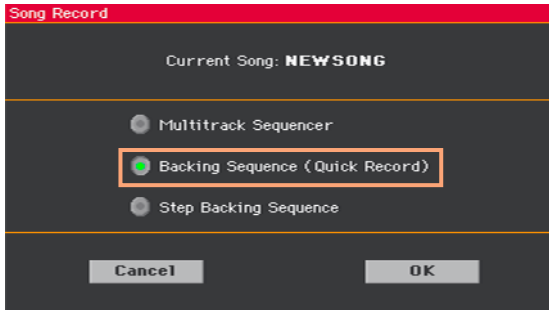 Song Record
Current Song: NEWSONG
Multitrack Sequencer
Backing Sequence (Quick Record)
Step Backing Sequence
Cancel OK